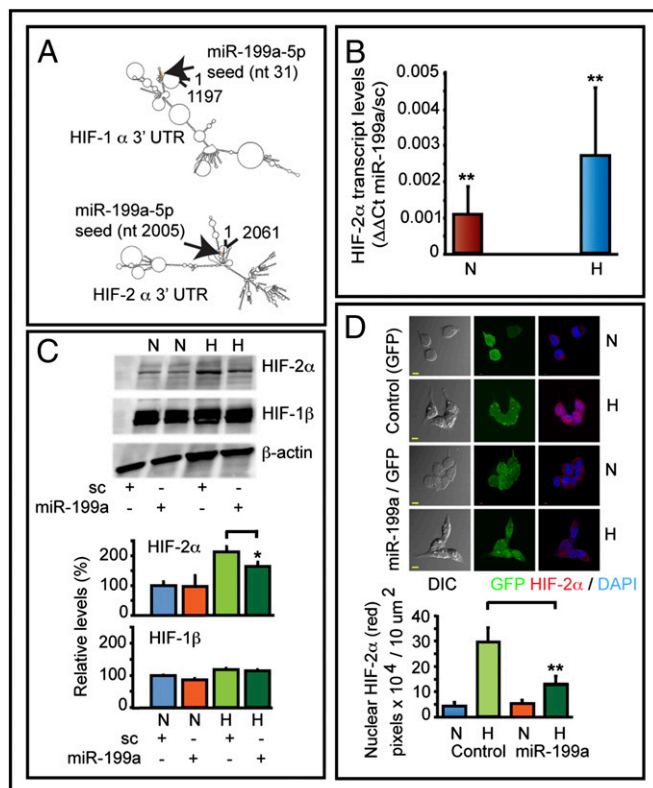 A
miR-199a-5p
seed (nt 31)
1
1197
HIF-1 α 3' UTR
miR-199a-5p
seed (nt 2005)
1 2061
HIF-2 α 3' UTR
B
HIF-2α transcript levels
(ΔΔCt miR-199a/sc)
0.005
0.004
0.003
0.002
0.001
0
**
**
N H
C
N N H H
HIF-2α
HIF-1β
β-actin
sc + - + -
miR-199a - + - +
Relative levels (%)
HIF-2α
200
100
0
*
HIF-1β
200
100
0
N N H H
sc + - + -
miR-199a - + - +
D
Control (GFP)
N
H
miR-199a / GFP
N
H
DIC GFP HIF-2α / DAPI
Nuclear HIF-2α (red)
pixels x 10⁴ / 10 um²
40
30
20
10
0
**
N H N H
Control miR-199a